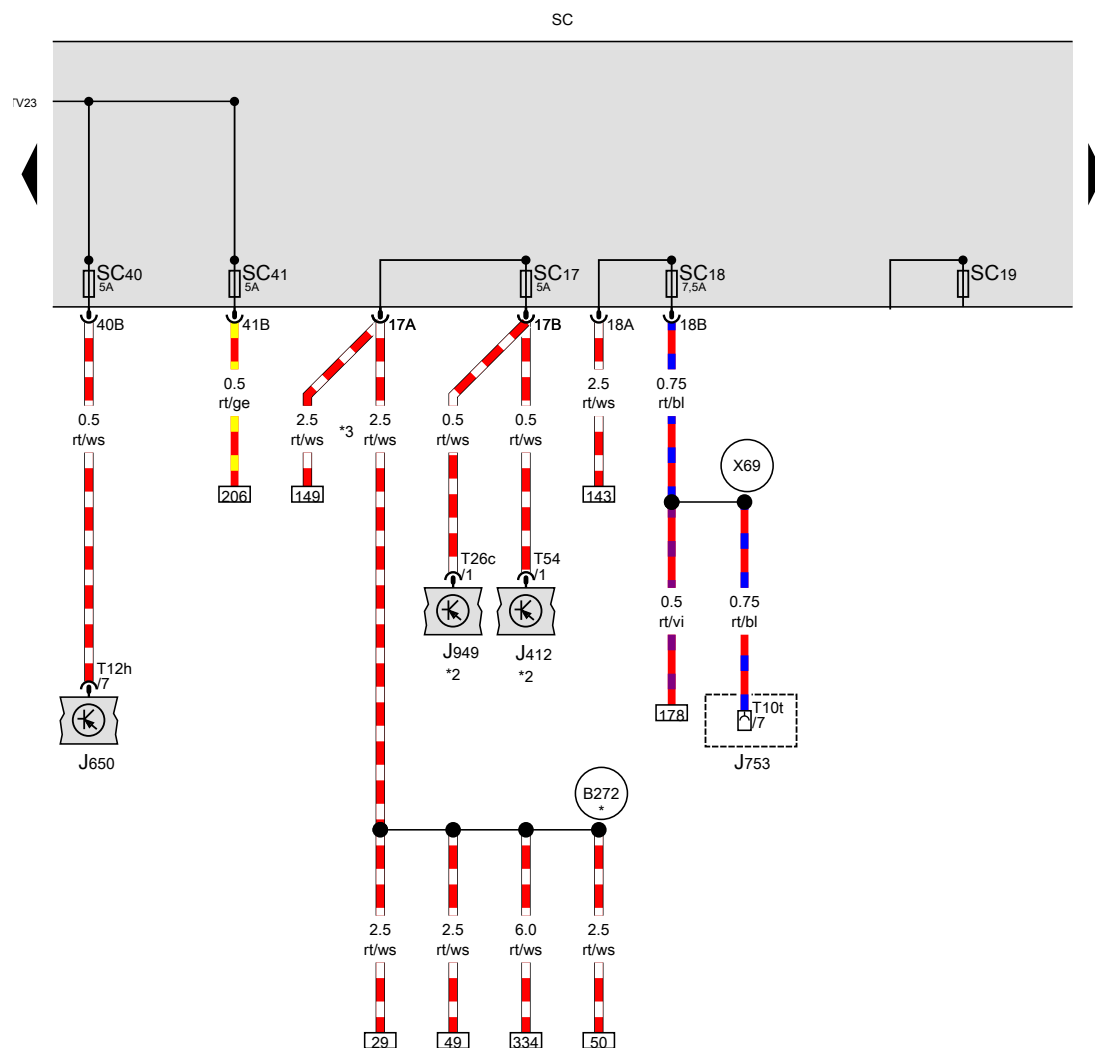 SC
TV23
SC40
5A
SC41
5A
SC17
5A
SC18
7,5A
SC19
40B
41B
17A
17B
18A
18B
0.5
rt/ws
0.5
rt/ge
2.5
rt/ws
*3
2.5
rt/ws
0.5
rt/ws
0.5
rt/ws
2.5
rt/ws
0.75
rt/bl
X69
206
149
143
T26c
/1
T54
/1
J949
*2
J412
*2
0.5
rt/vi
0.75
rt/bl
T12h
/7
J650
178
T10t
/7
J753
B272
*
2.5
rt/ws
2.5
rt/ws
6.0
rt/ws
2.5
rt/ws
29
49
334
50